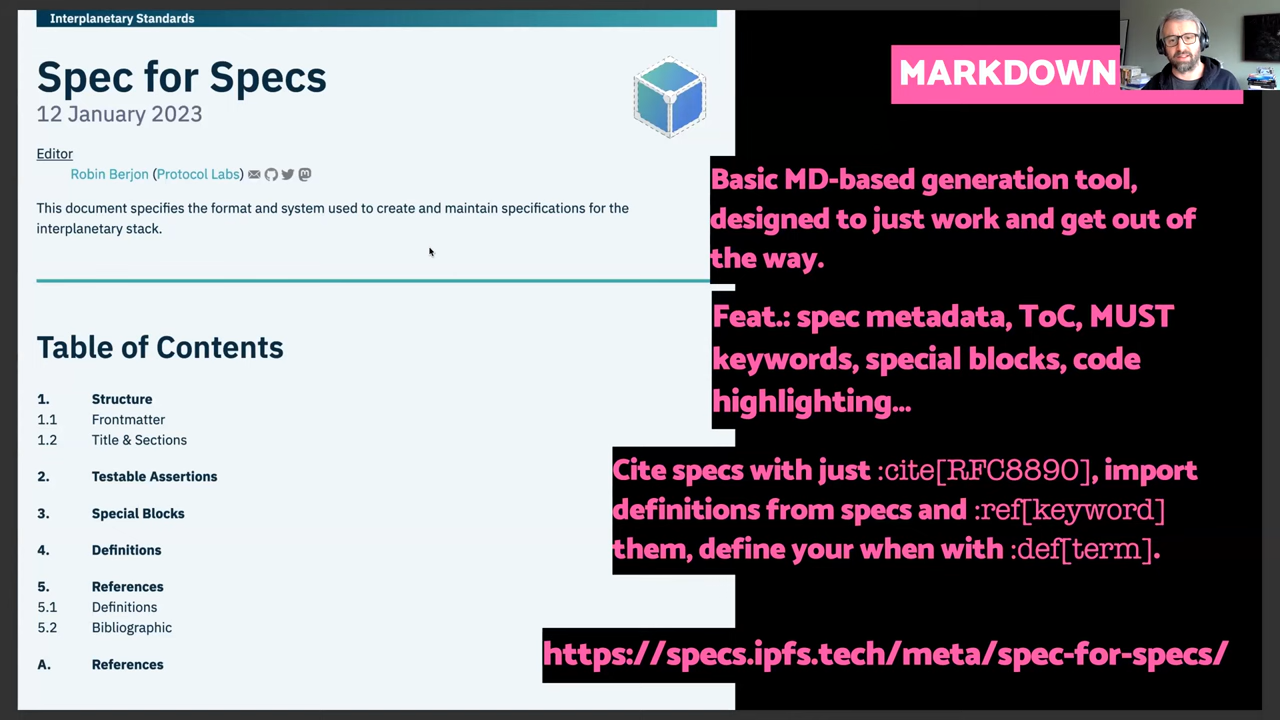 Interplanetary Standards
Spec for Specs
12 January 2023
Editor
Robin Berjon (Protocol Labs)
This document specifies the format and system used to create and maintain specifications for the
interplanetary stack.
Table of Contents
1. Structure
1.1 Frontmatter
1.2 Title & Sections
2. Testable Assertions
3. Special Blocks
4. Definitions
5. References
5.1 Definitions
5.2 Bibliographic
A. References
MARKDOWN
Basic MD-based generation tool,
designed to just work and get out of
the way.
Feat.: spec metadata, ToC, MUST
keywords, special blocks, code
highlighting...
Cite specs with just :cite[RFC8890], import
definitions from specs and :ref[keyword]
them, define your when with :def[term].
https://specs.ipfs.tech/meta/spec-for-specs/